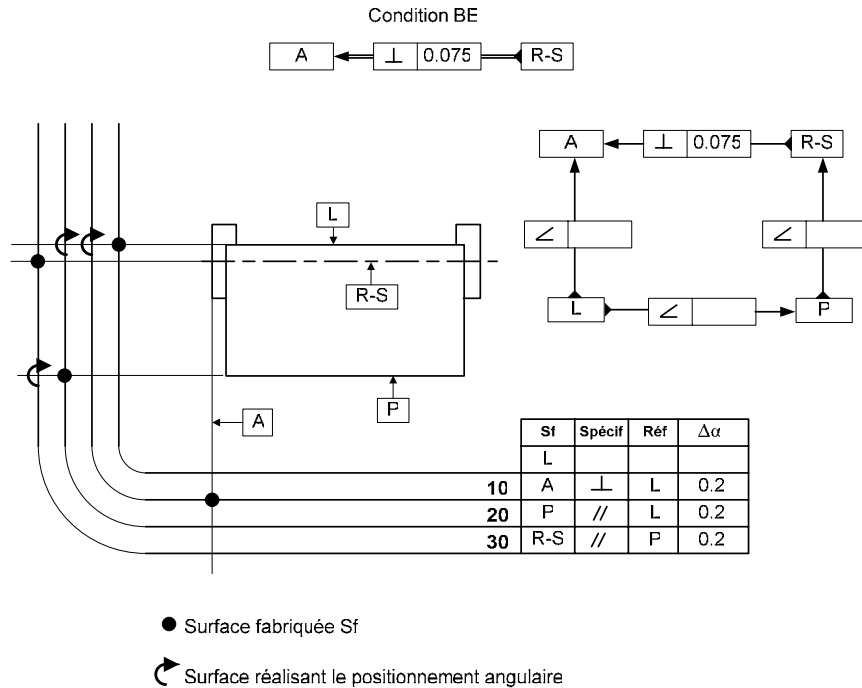 Condition BE
A ⊥ 0.075 R-S
A ⊥ 0.075 R-S
L
∠ ∠
R-S
L ∠ P
P
A
Sf Spécif Réf Δα
L
10 A ⊥ L 0.2
20 P // L 0.2
30 R-S // P 0.2
Surface fabriquée Sf
Surface réalisant le positionnement angulaire